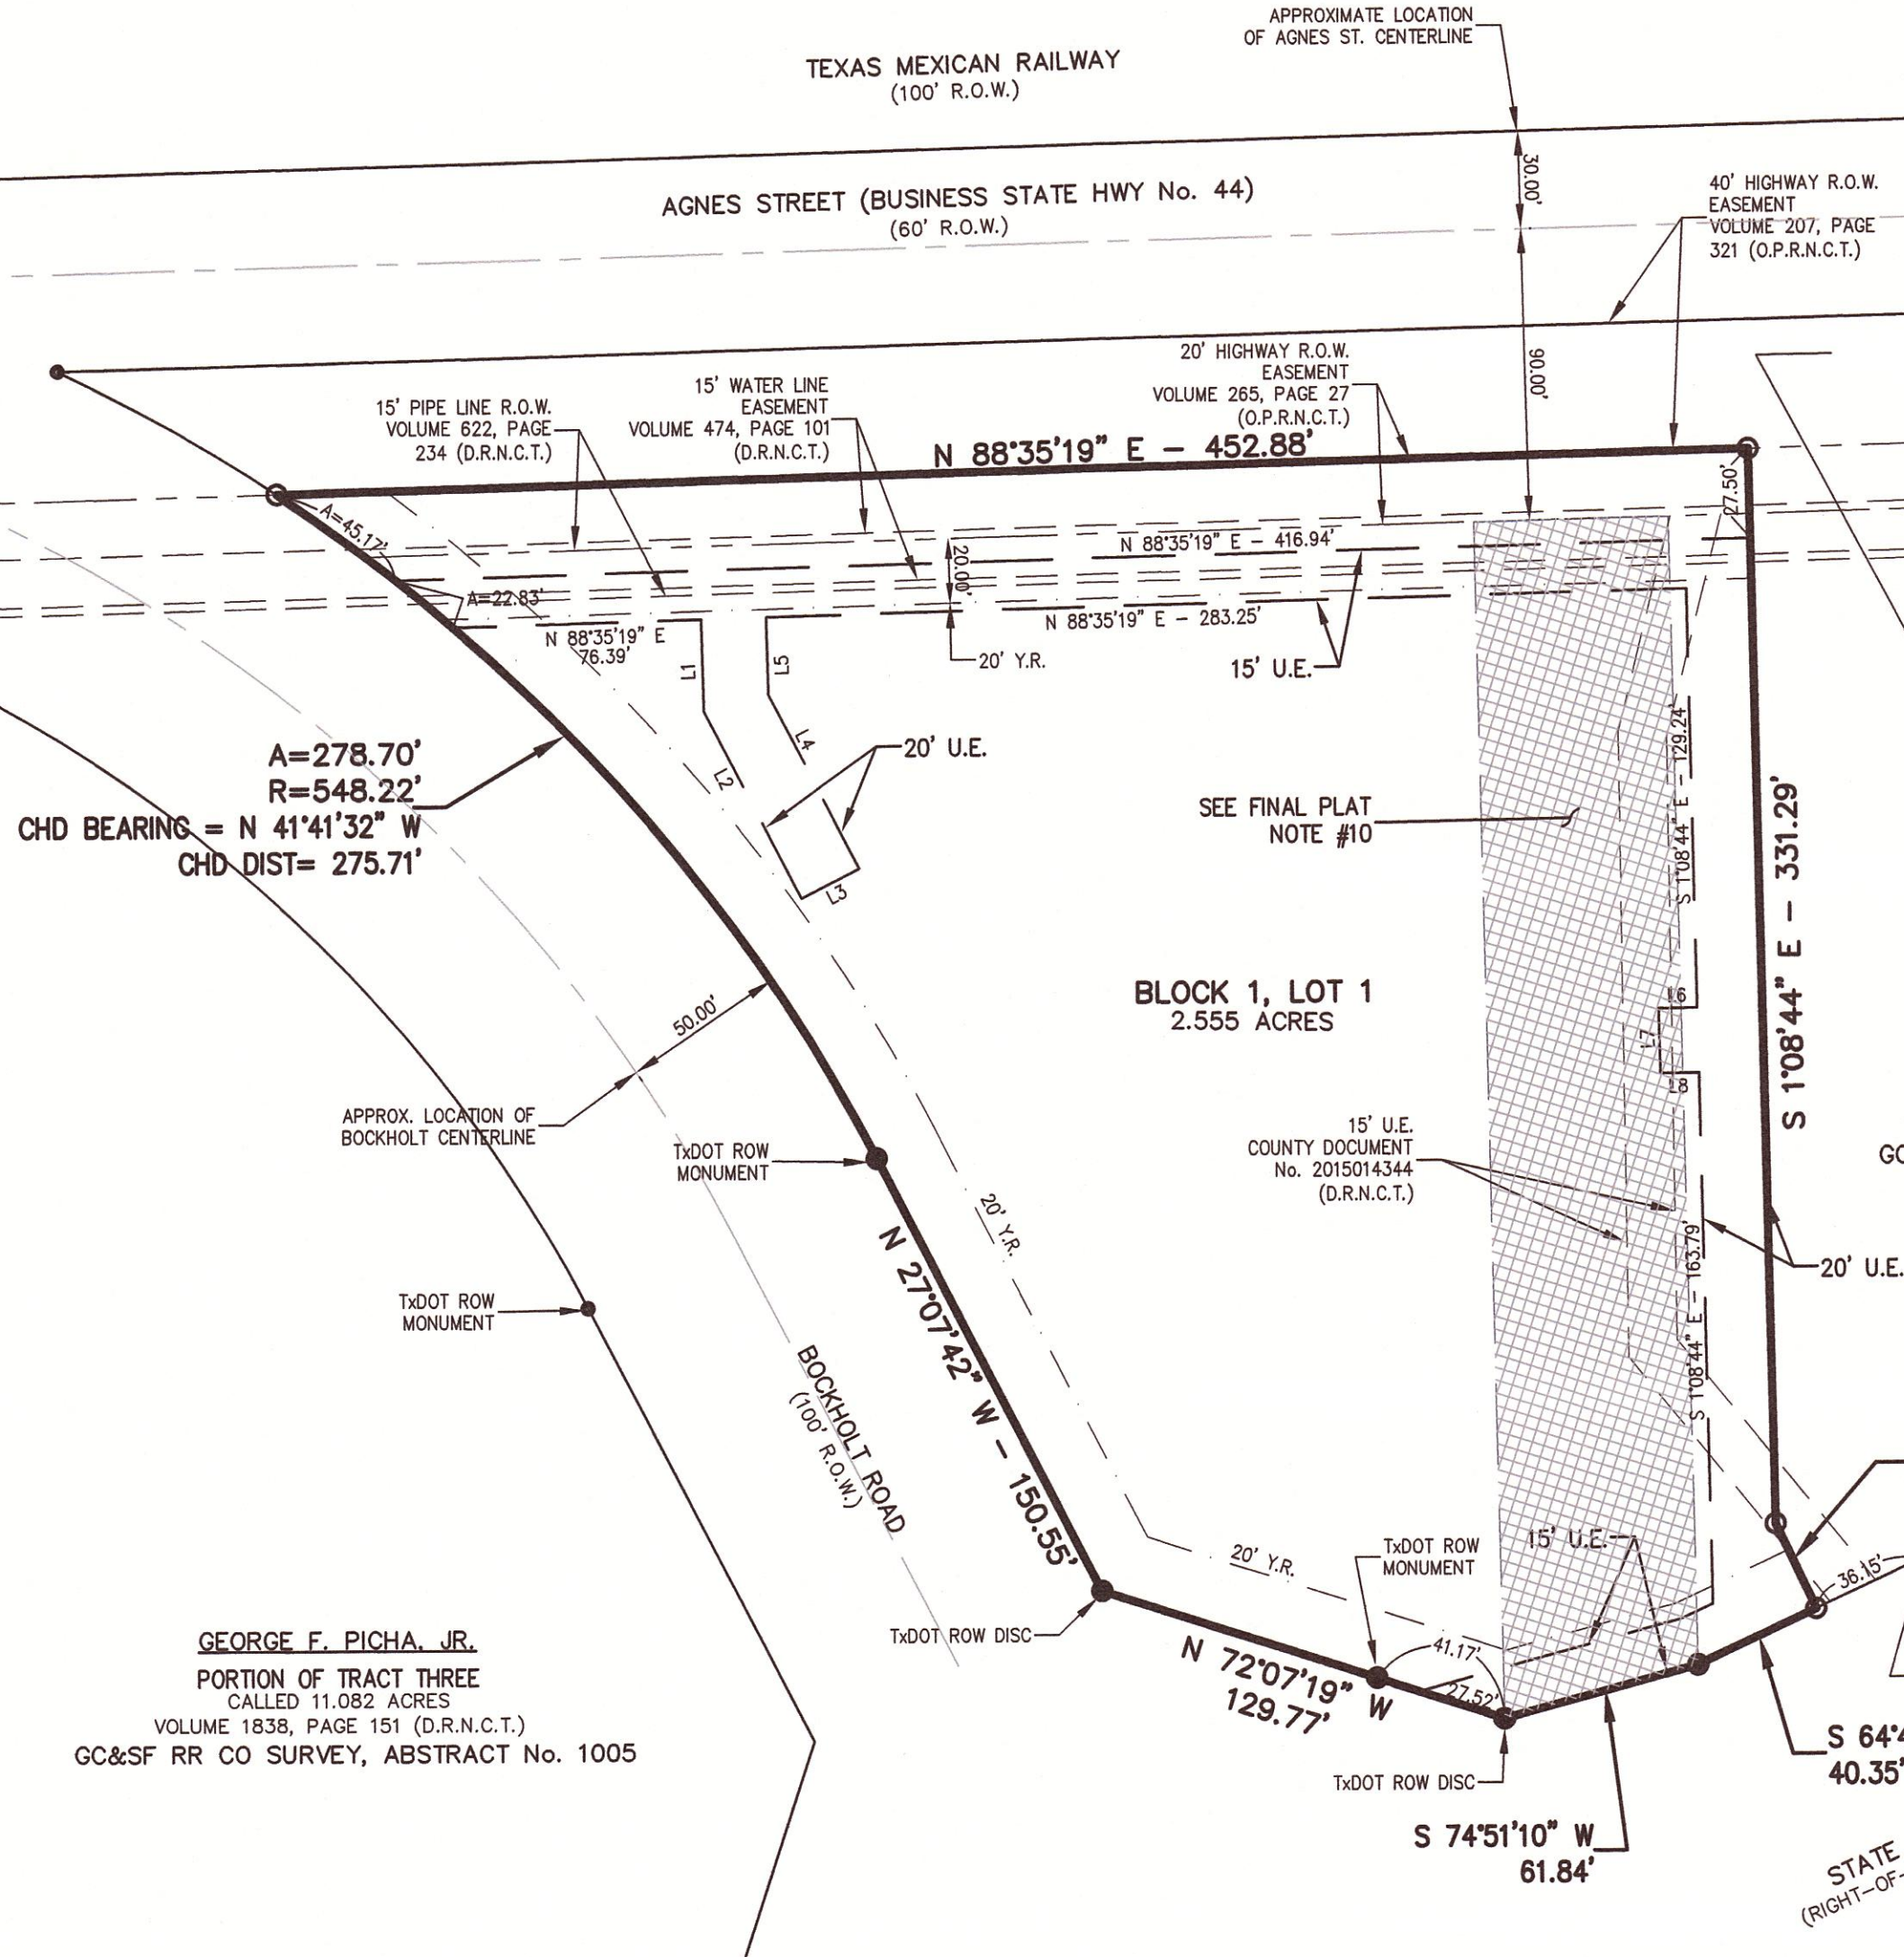 APPROXIMATE LOCATION
OF AGNES ST. CENTERLINE
TEXAS MEXICAN RAILWAY
(100' R.O.W.)
30.00'
AGNES STREET (BUSINESS STATE HWY No. 44)
(60' R.O.W.)
40' HIGHWAY R.O.W.
EASEMENT
VOLUME 207, PAGE
321 (O.P.R.N.C.T.)
90.00'
20' HIGHWAY R.O.W.
EASEMENT
VOLUME 265, PAGE 27
(O.P.R.N.C.T.)
15' WATER LINE
EASEMENT
VOLUME 474, PAGE 101
(D.R.N.C.T.)
15' PIPE LINE R.O.W.
VOLUME 622, PAGE
234 (D.R.N.C.T.)
N 88°35'19" E - 452.88'
27.50'
A=45.17'
N 88°35'19" E - 416.94'
20.00'
A=22.83'
N 88°35'19" E
76.39'
N 88°35'19" E - 283.25'
L1
L5
20' Y.R.
15' U.E.
L4
L2
20' U.E.
L3
A=278.70'
R=548.22'
CHD BEARING = N 41°41'32" W
CHD DIST= 275.71'
SEE FINAL PLAT
NOTE #10
S 1°08'44" E - 129.24'
S 1°08'44" E - 331.29'
BLOCK 1, LOT 1
2.555 ACRES
L6
L7
L8
50.00'
APPROX. LOCATION OF
BOCKHOLT CENTERLINE
TxDOT ROW
MONUMENT
15' U.E.
COUNTY DOCUMENT
No. 2015014344
(D.R.N.C.T.)
GC
20' Y.R.
20' U.E.
S 1°08'44" E - 163.79'
N 27°07'42" W - 150.55'
TxDOT ROW
MONUMENT
BOCKHOLT ROAD
(100' R.O.W.)
20' Y.R.
TxDOT ROW
MONUMENT
15' U.E.
36.15'
TxDOT ROW DISC
41.17'
27.52'
N 72°07'19" W
129.77'
GEORGE F. PICHA, JR.
PORTION OF TRACT THREE
CALLED 11.082 ACRES
VOLUME 1838, PAGE 151 (D.R.N.C.T.)
GC&SF RR CO SURVEY, ABSTRACT No. 1005
TxDOT ROW DISC
S 64°4
40.35'
S 74°51'10" W
61.84'
STATE
(RIGHT-OF-